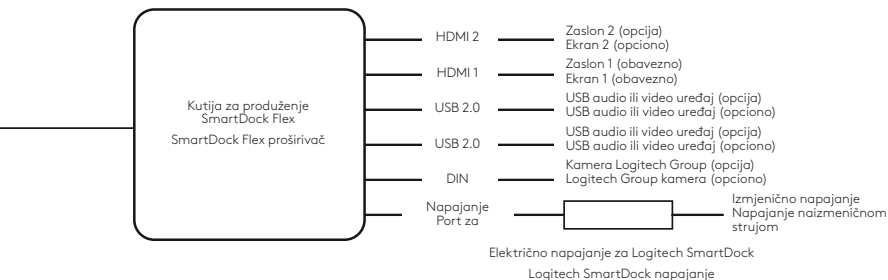 Kutija za produženje
SmartDock Flex
SmartDock Flex proširivač
HDMI 2
Zaslon 2 (opcija)
Ekran 2 (opciono)
HDMI 1
Zaslon 1 (obavezno)
Ekran 1 (obavezno)
USB 2.0
USB audio ili video uređaj (opcija)
USB audio ili video uređaj (opciono)
USB 2.0
USB audio ili video uređaj (opcija)
USB audio ili video uređaj (opciono)
DIN
Kamera Logitech Group (opcija)
Logitech Group kamera (opciono)
Napajanje
Port za
Izmjenično napajanje
Napajanje naizmeničnom
strujom
Električno napajanje za Logitech SmartDock
Logitech SmartDock napajanje